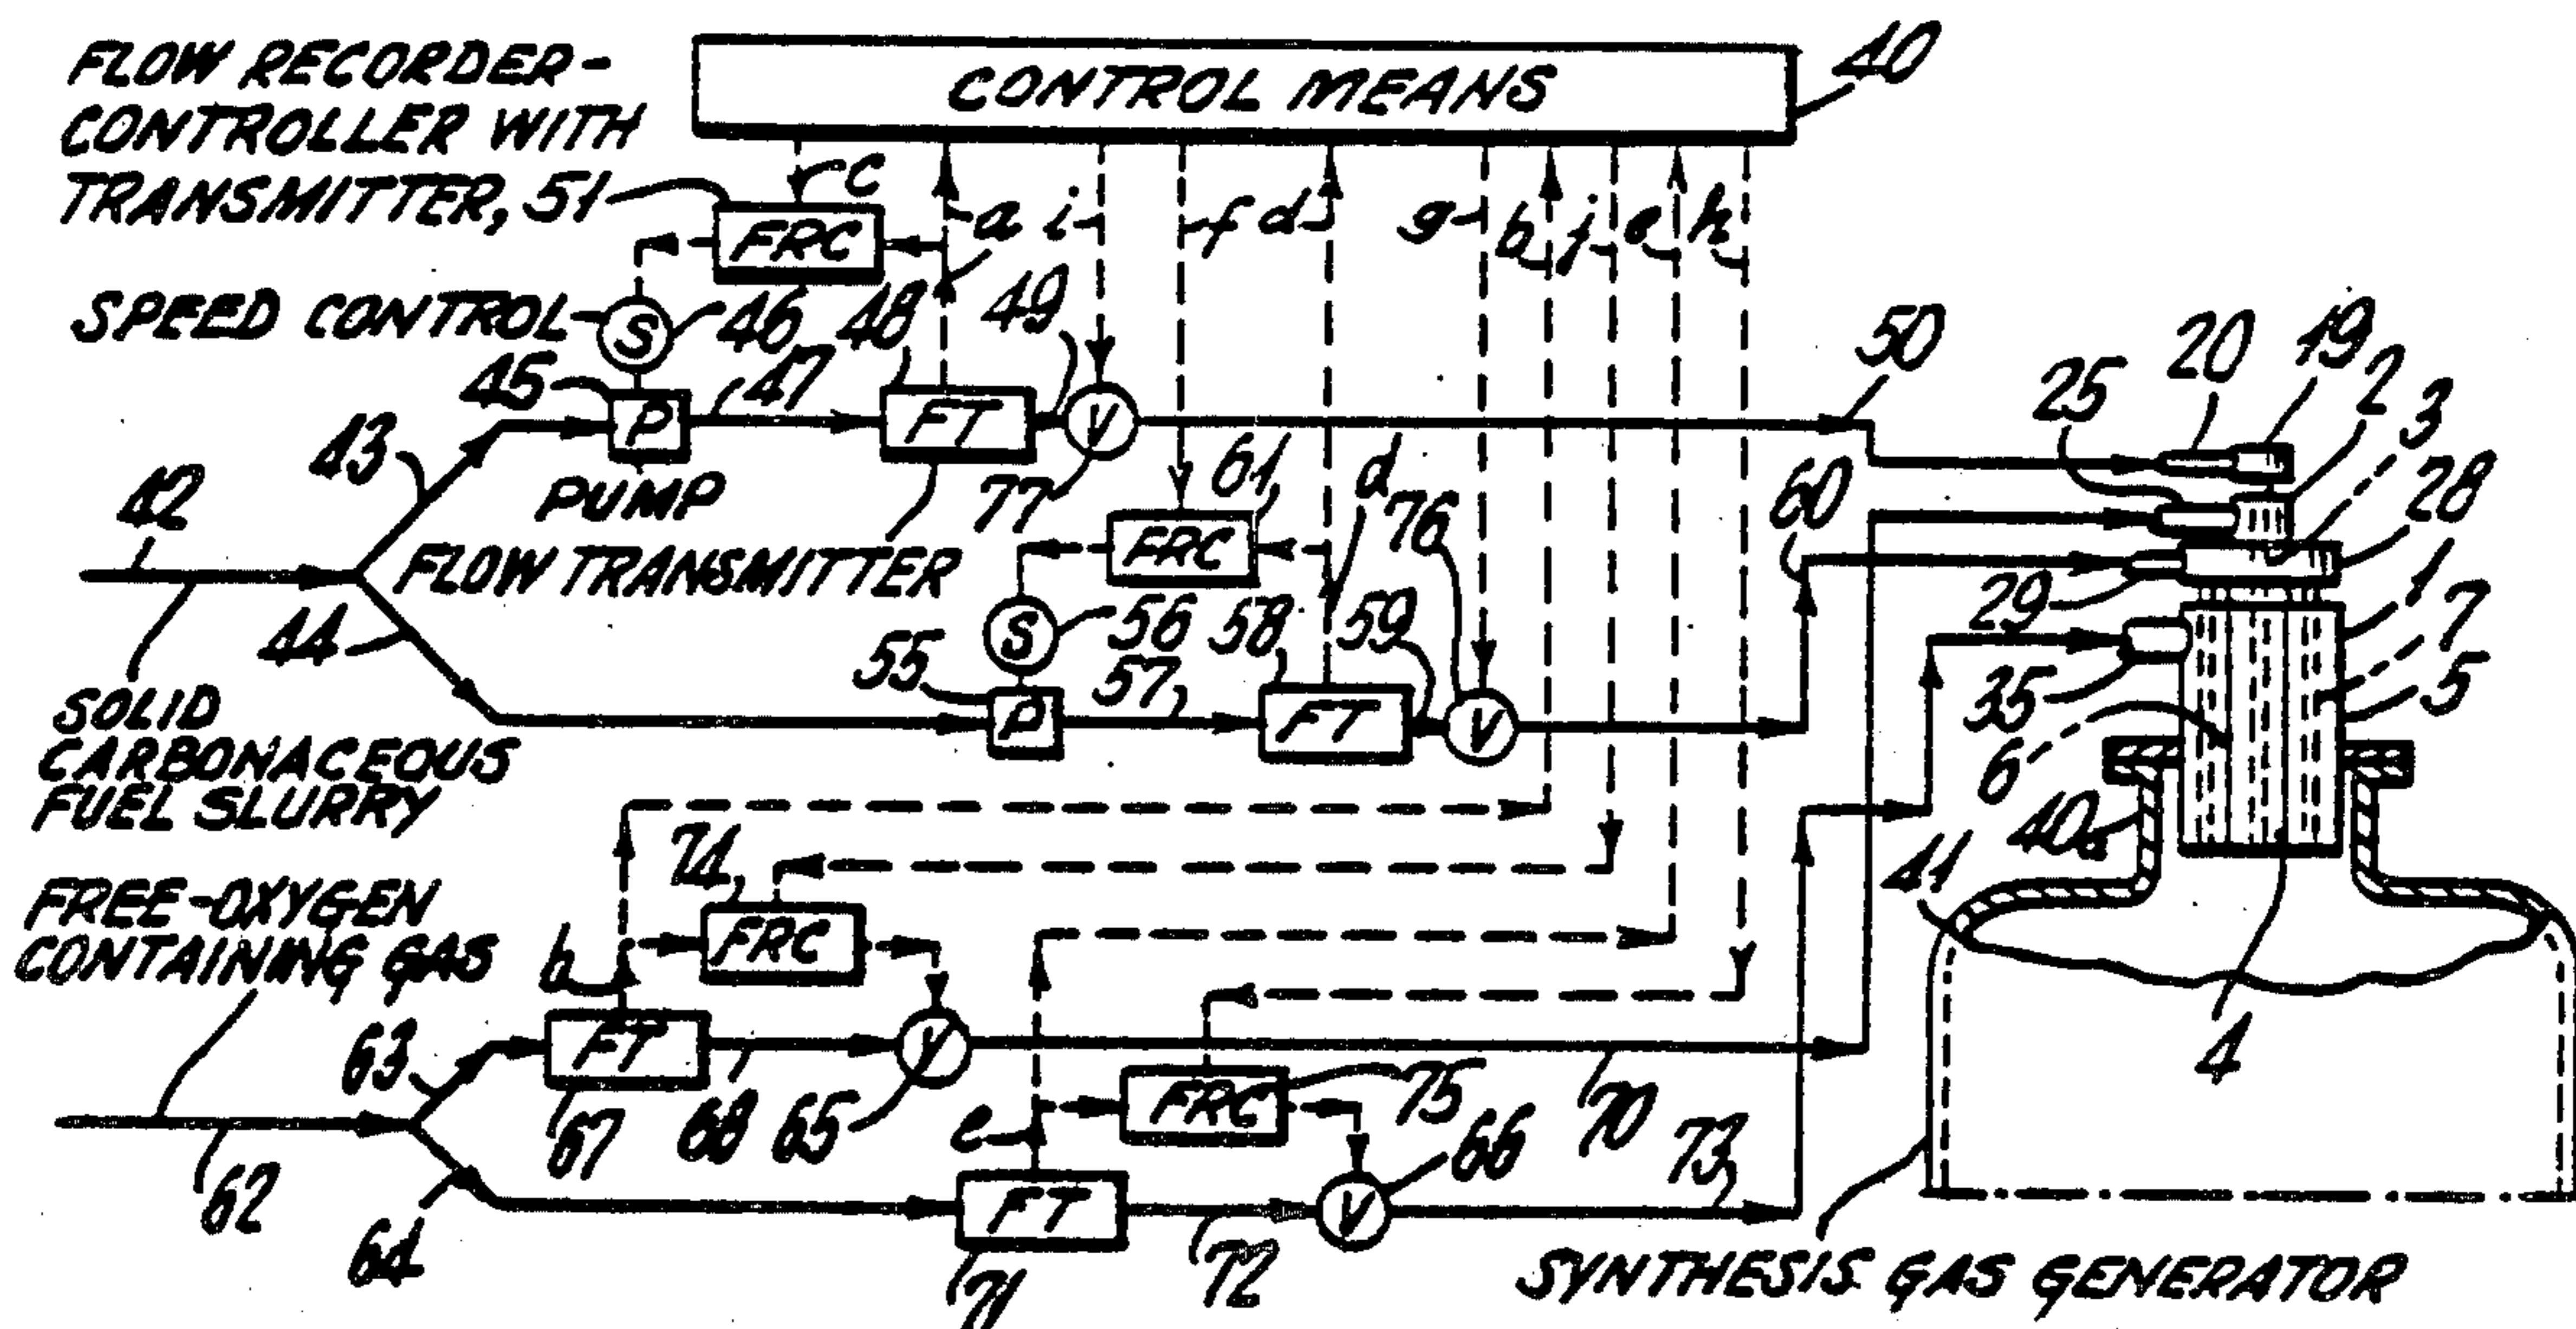 FLOW RECORDER-
CONTROLLER WITH
TRANSMITTER, 51
CONTROL MEANS
40
c
a
i
f
d
g
b
j
e
h
FRC
SPEED CONTROL
S
46
48
49
50
45
47
P
FT
V
43
PUMP
77
61
d
76
60
42
FLOW TRANSMITTER
FRC
44
S
56
58
59
55
57
P
FT
V
SOLID
CARBONACEOUS
FUEL SLURRY
25
20
19
2
3
28
29
1
7
35
5
6
40a
41
4
74
FREE-OXYGEN
CONTAINING GAS
b
FRC
63
FT
V
67
68
65
FRC
75
70
73
e
66
62
64
FT
V
71
72
SYNTHESIS GAS GENERATOR